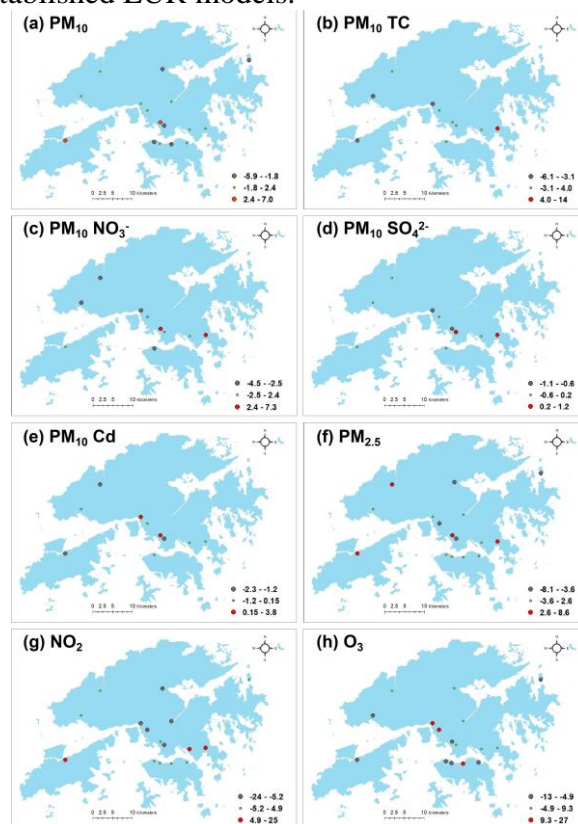 tablished LUR models.
(a) PM10
-5.9 - -1.8
-1.8 - 2.4
2.4 - 7.0
0 2.5 5 10 Kilometers
(b) PM10 TC
-6.1 - -3.1
-3.1 - 4.0
4.0 - 14
0 2.5 5 10 Kilometers
(c) PM10 NO3-
-4.5 - -2.5
-2.5 - 2.4
2.4 - 7.3
0 2.5 5 10 Kilometers
(d) PM10 SO42-
-1.1 - -0.6
-0.6 - 0.2
0.2 - 1.2
0 2.5 5 10 Kilometers
(e) PM10 Cd
-2.3 - -1.2
-1.2 - 0.15
0.15 - 3.8
0 2.5 5 10 Kilometers
(f) PM2.5
-8.1 - -3.6
-3.6 - 2.6
2.6 - 8.6
0 2.5 5 10 Kilometers
(g) NO2
-24 - -5.2
-5.2 - 4.9
4.9 - 25
0 2.5 5 10 Kilometers
(h) O3
-13 - -4.9
-4.9 - 9.3
9.3 - 27
0 2.5 5 10 Kilometers